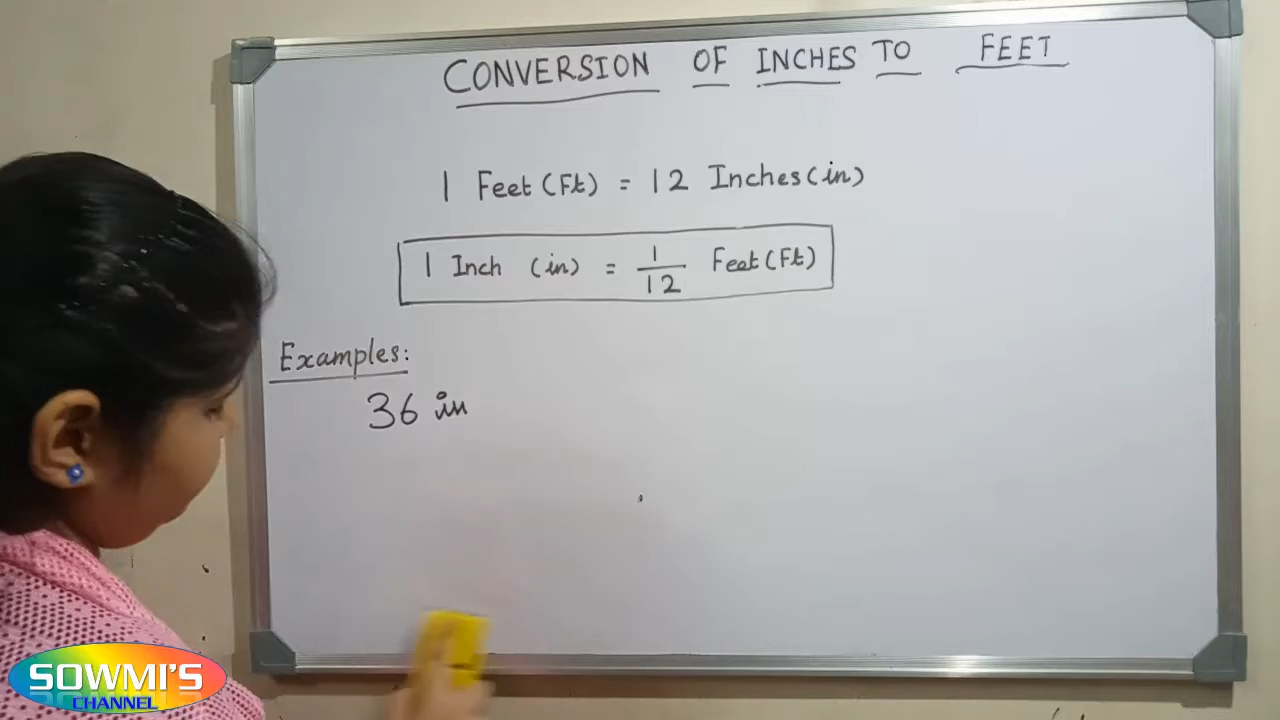 CONVERSION OF INCHES TO FEET
1 Feet (Ft) = 12 Inches (in)
1 Inch (in) = 1/12 Feet (Ft)
Examples:
36 in
SOWMI'S
CHANNEL